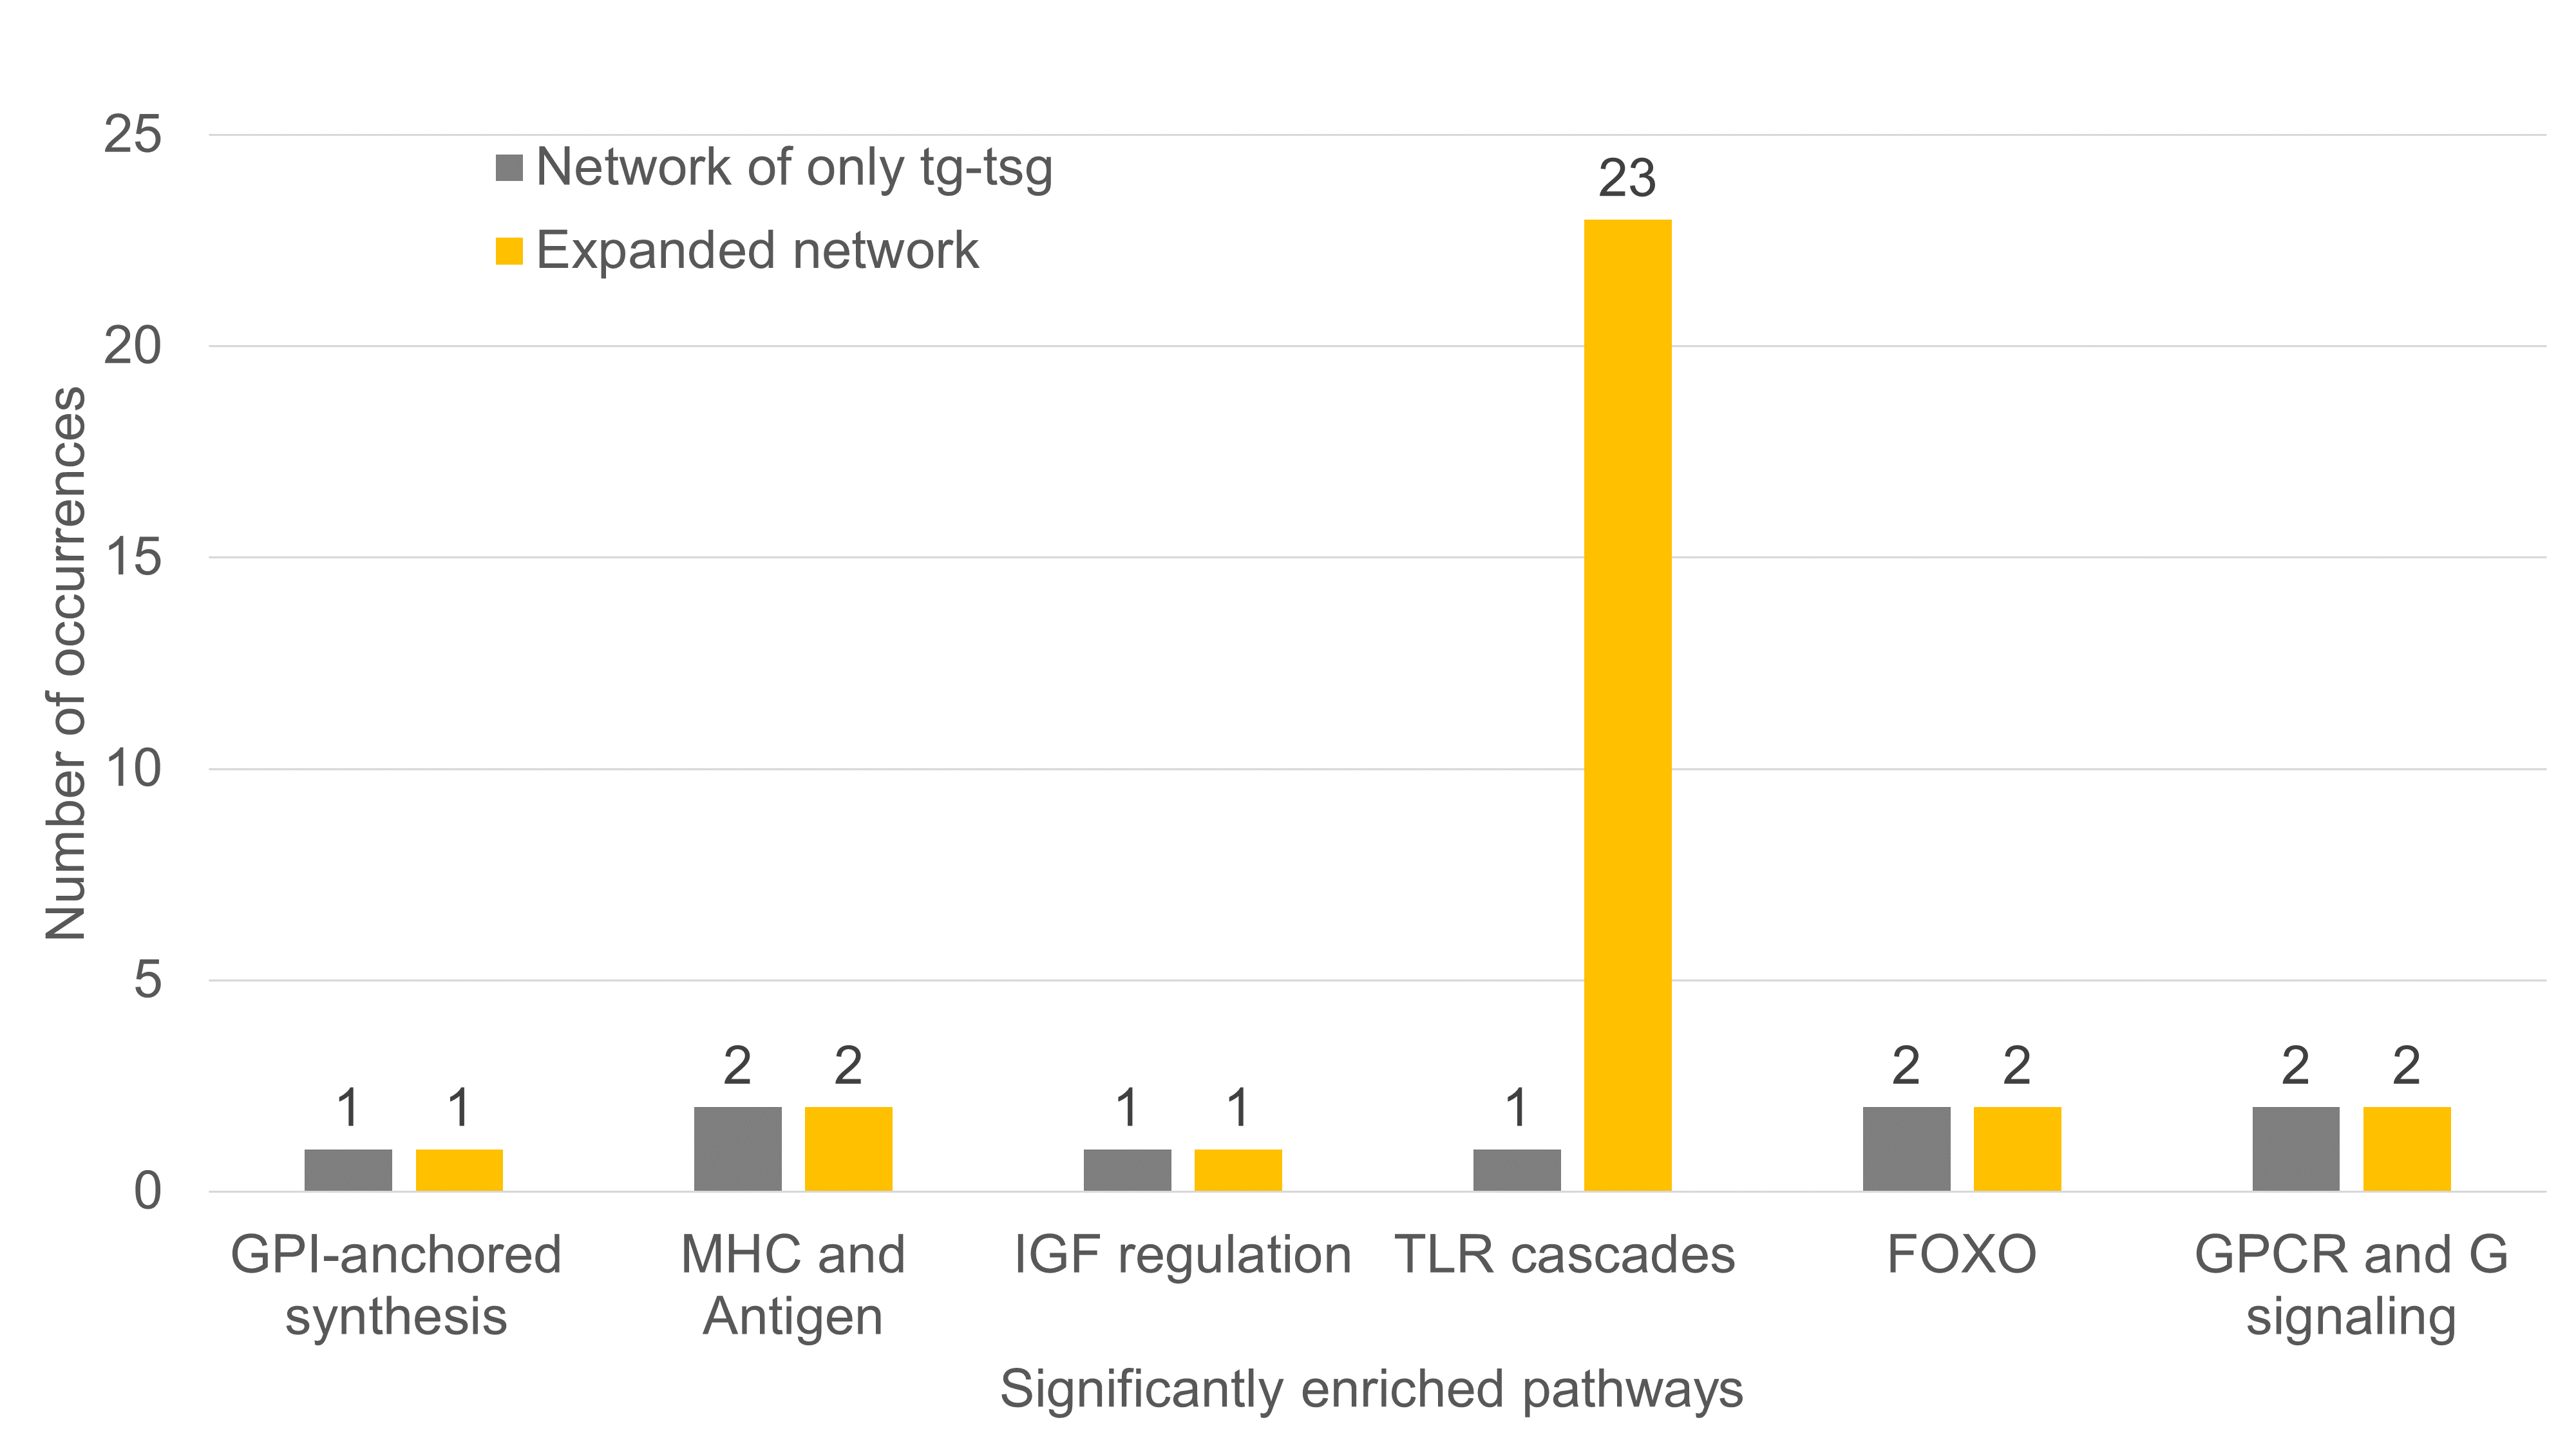 25
20
15
10
5
0
Number of occurrences
Network of only tg-tsg
Expanded network
1
1
2
2
1
1
1
23
2
2
2
2
GPI-anchored
synthesis
MHC and
Antigen
IGF regulation
TLR cascades
FOXO
GPCR and G
signaling
Significantly enriched pathways